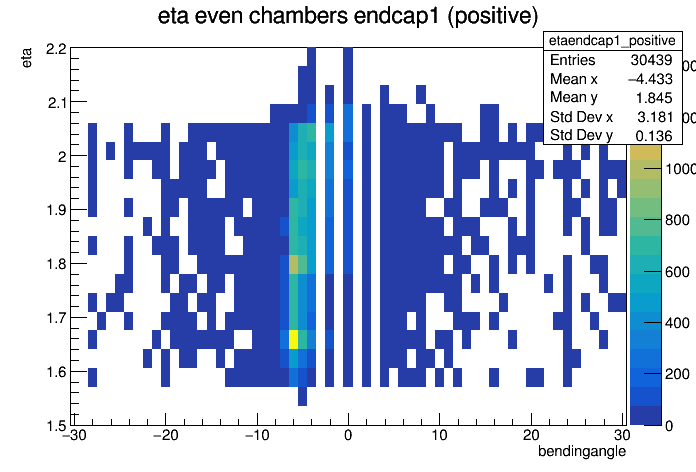 eta even chambers endcap1 (positive)
etaendcap1_positive
Entries 30439
Mean x −4.433
Mean y 1.845
Std Dev x 3.181
Std Dev y 0.136
eta
2.2
2.1
2
1.9
1.8
1.7
1.6
1.5
−30
−20
−10
0
10
20
30
bendingangle
1000
800
600
400
200
0